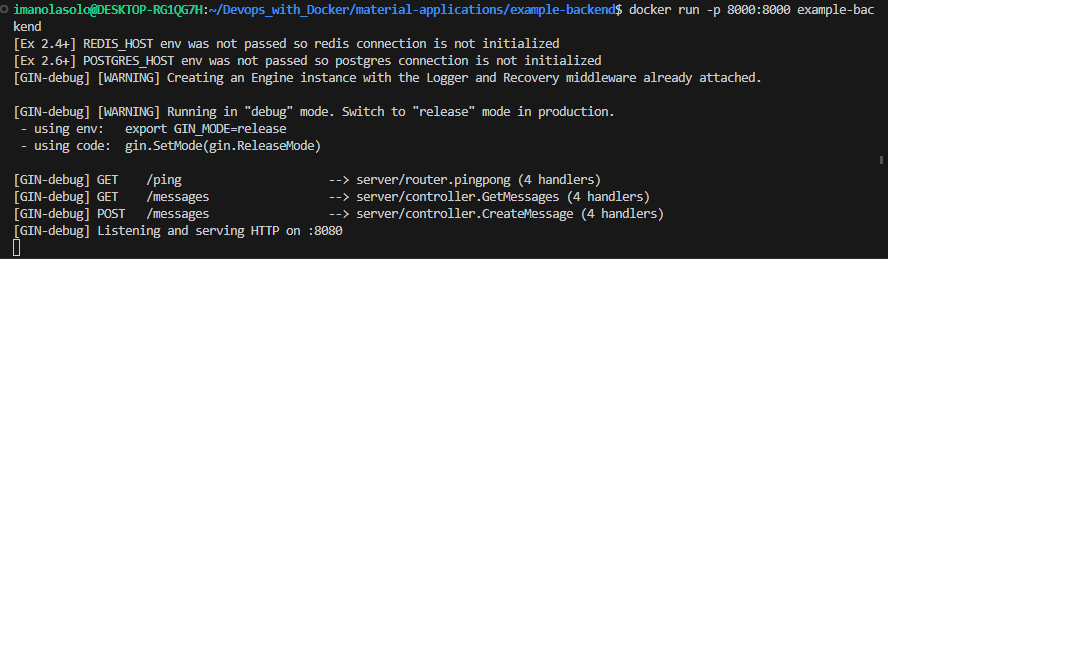 imanolasolo@DESKTOP-RG1QG7H:~/Devops_with_Docker/material-applications/example-backend$ docker run -p 8000:8000 example-bac
kend
[Ex 2.4+] REDIS_HOST env was not passed so redis connection is not initialized
[Ex 2.6+] POSTGRES_HOST env was not passed so postgres connection is not initialized
[GIN-debug] [WARNING] Creating an Engine instance with the Logger and Recovery middleware already attached.
[GIN-debug] [WARNING] Running in "debug" mode. Switch to "release" mode in production.
- using env:   export GIN_MODE=release
- using code:  gin.SetMode(gin.ReleaseMode)
[GIN-debug] GET    /ping                     --> server/router.pingpong (4 handlers)
[GIN-debug] GET    /messages                 --> server/controller.GetMessages (4 handlers)
[GIN-debug] POST   /messages                 --> server/controller.CreateMessage (4 handlers)
[GIN-debug] Listening and serving HTTP on :8080